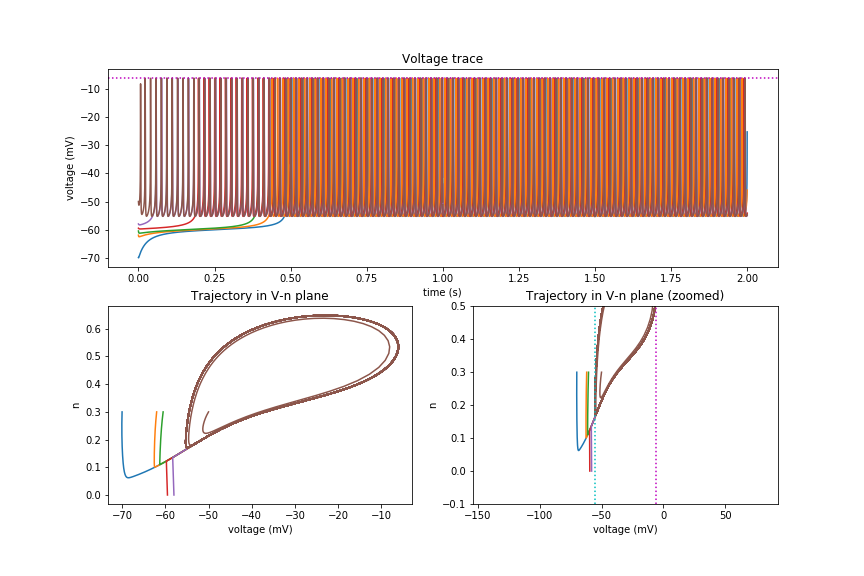 Voltage trace
voltage (mV)
−10
−20
−30
−40
−50
−60
−70
0.00 0.25 0.50 0.75 1.00 1.25 1.50 1.75 2.00
time (s)
Trajectory in V-n plane
n
0.6
0.5
0.4
0.3
0.2
0.1
0.0
−70 −60 −50 −40 −30 −20 −10
voltage (mV)
Trajectory in V-n plane (zoomed)
n
0.5
0.4
0.3
0.2
0.1
0.0
−0.1
−150 −100 −50 0 50
voltage (mV)